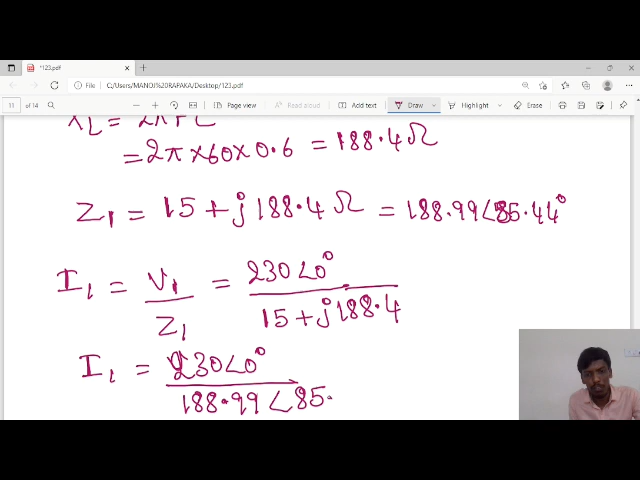 *123.pdf
File | C:/Users/MANOJ%20RAPAKA/Desktop/123.pdf
11 of 14 Page view Read aloud Add text Draw Highlight Erase
XL = 2πFL
= 2π×60×0.6 = 188.4 Ω
Z1 = 15 + j 188.4 Ω = 188.99∠85.44°
I1 = V1 / Z1 = 230∠0° / 15 + j188.4
I1 = 230∠0° / 188.99∠85.